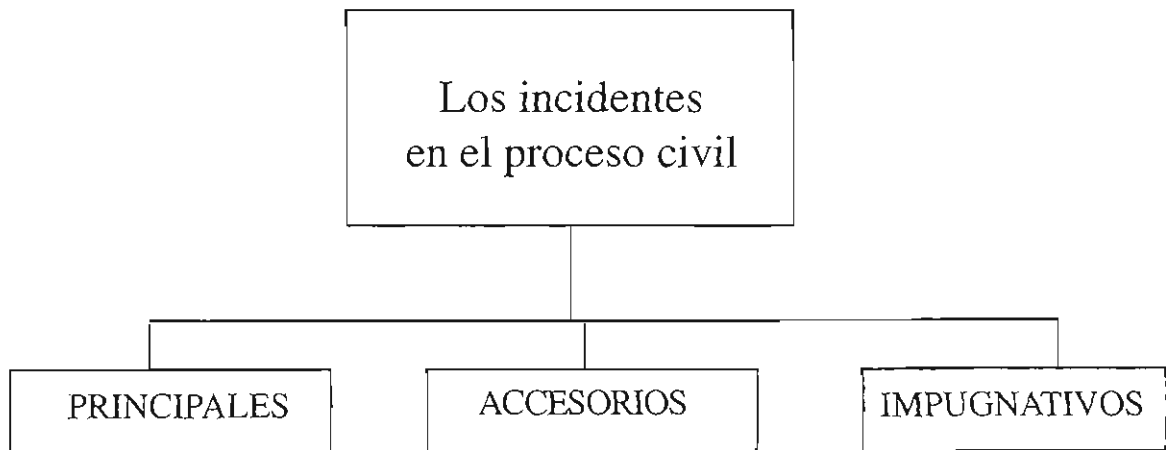 Los incidentes
en el proceso civil
PRINCIPALES
ACCESORIOS
IMPUGNATIVOS